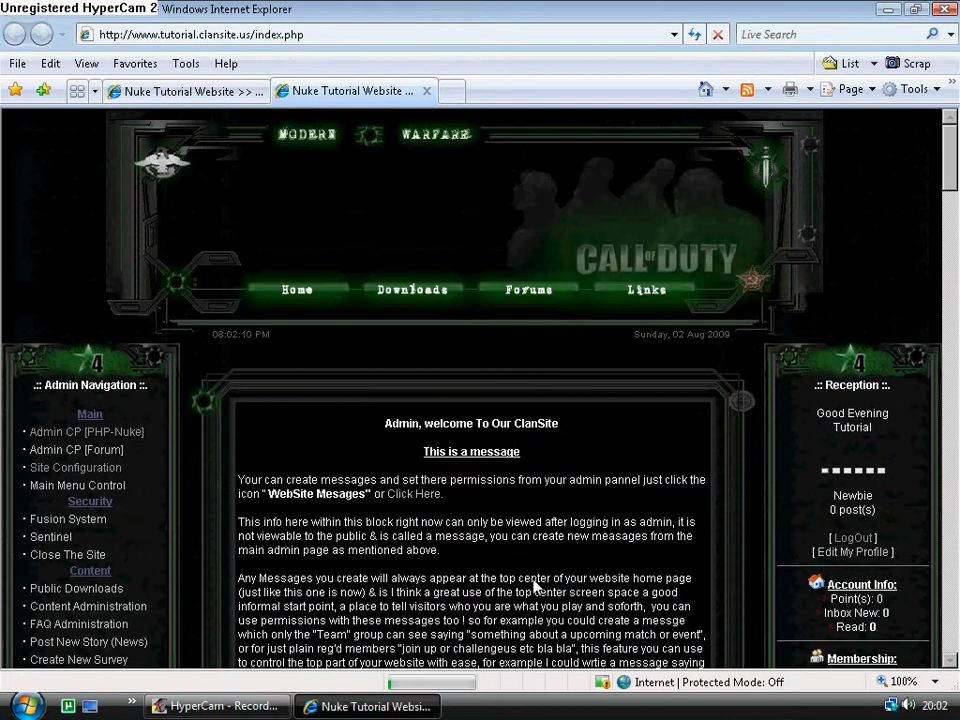 Unregistered HyperCam 2
Windows Internet Explorer
http://www.tutorial.clansite.us/index.php
Live Search
File Edit View Favorites Tools Help
List Scrap
Nuke Tutorial Website >> ...
Nuke Tutorial Website ...
Page Tools
MODERN WARFARE
CALL OF DUTY
Home Downloads Forums Links
08:02:10 PM
Sunday, 02 Aug 2009
4
.:: Admin Navigation ::.
Main
Admin CP [PHP-Nuke]
Admin CP [Forum]
Site Configuration
Main Menu Control
Security
Fusion System
Sentinel
Close The Site
Content
Public Downloads
Content Administration
FAQ Administration
Post New Story (News)
Create New Survey
Admin, welcome To Our ClanSite
This is a message
Your can create messages and set there permissions from your admin pannel just click the
icon " WebSite Mesages" or Click Here.
This info here within this block right now can only be viewed after logging in as admin, it is
not viewable to the public & is called a message, you can create new meassages from the
main admin page as mentioned above.
Any Messages you create will always appear at the top center of your website home page
(just like this one is now) & is I think a great use of the top center screen space a good
informal start point, a place to tell visitors who you are what you play and soforth, you can
use permissions with these messages too ! so for example you could create a messge
which only the "Team" group can see saying "something about a upcoming match or event",
or for just plain reg'd members "join up or challengeus etc bla bla", this feature you can use
to control the top part of your website with ease, for example I could wrtie a message saying
4
.:: Reception ::.
Good Evening
Tutorial
Newbie
0 post(s)
[ LogOut ]
[ Edit My Profile ]
Account Info:
Point(s): 0
Inbox New: 0
Read: 0
Membership:
Internet | Protected Mode: Off
100%
HyperCam - Record...
Nuke Tutorial Websi...
20:02